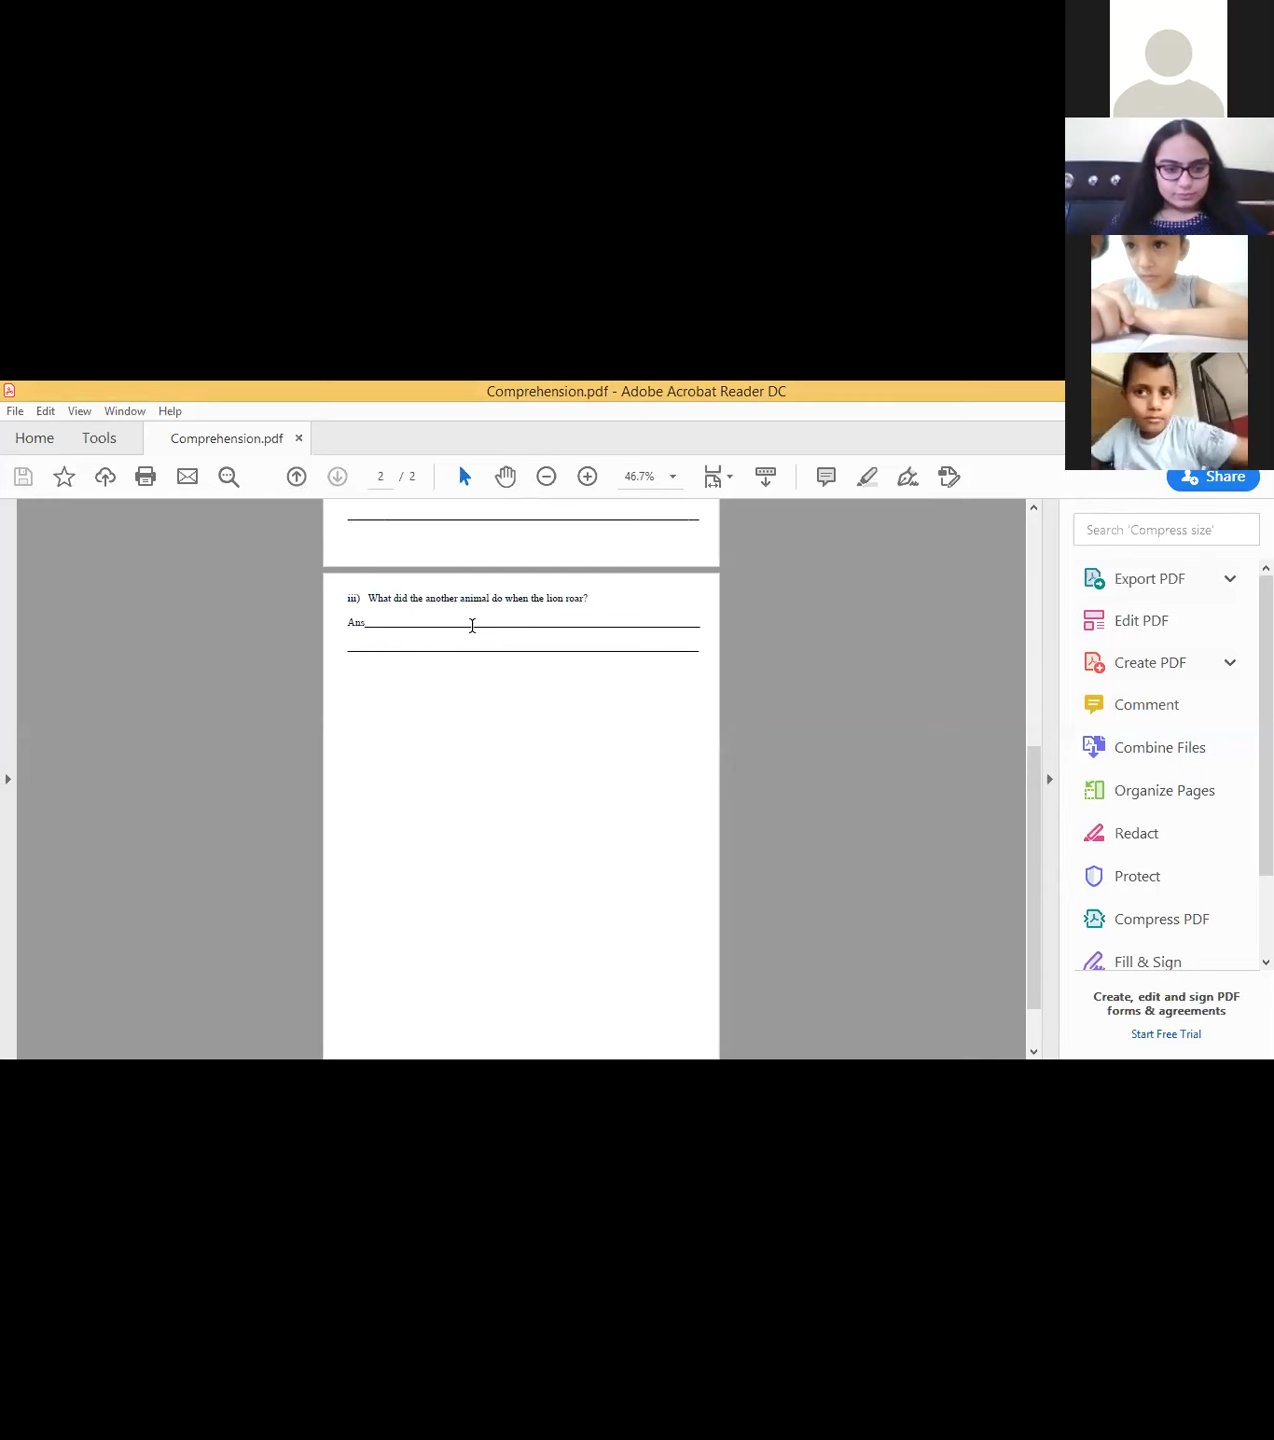 Comprehension.pdf - Adobe Acrobat Reader DC
File Edit View Window Help
Home Tools Comprehension.pdf ×
2 / 2 46.7% Share
iii) What did the another animal do when the lion roar?
Ans
Search 'Compress size'
Export PDF
Edit PDF
Create PDF
Comment
Combine Files
Organize Pages
Redact
Protect
Compress PDF
Fill & Sign
Create, edit and sign PDF
forms & agreements
Start Free Trial